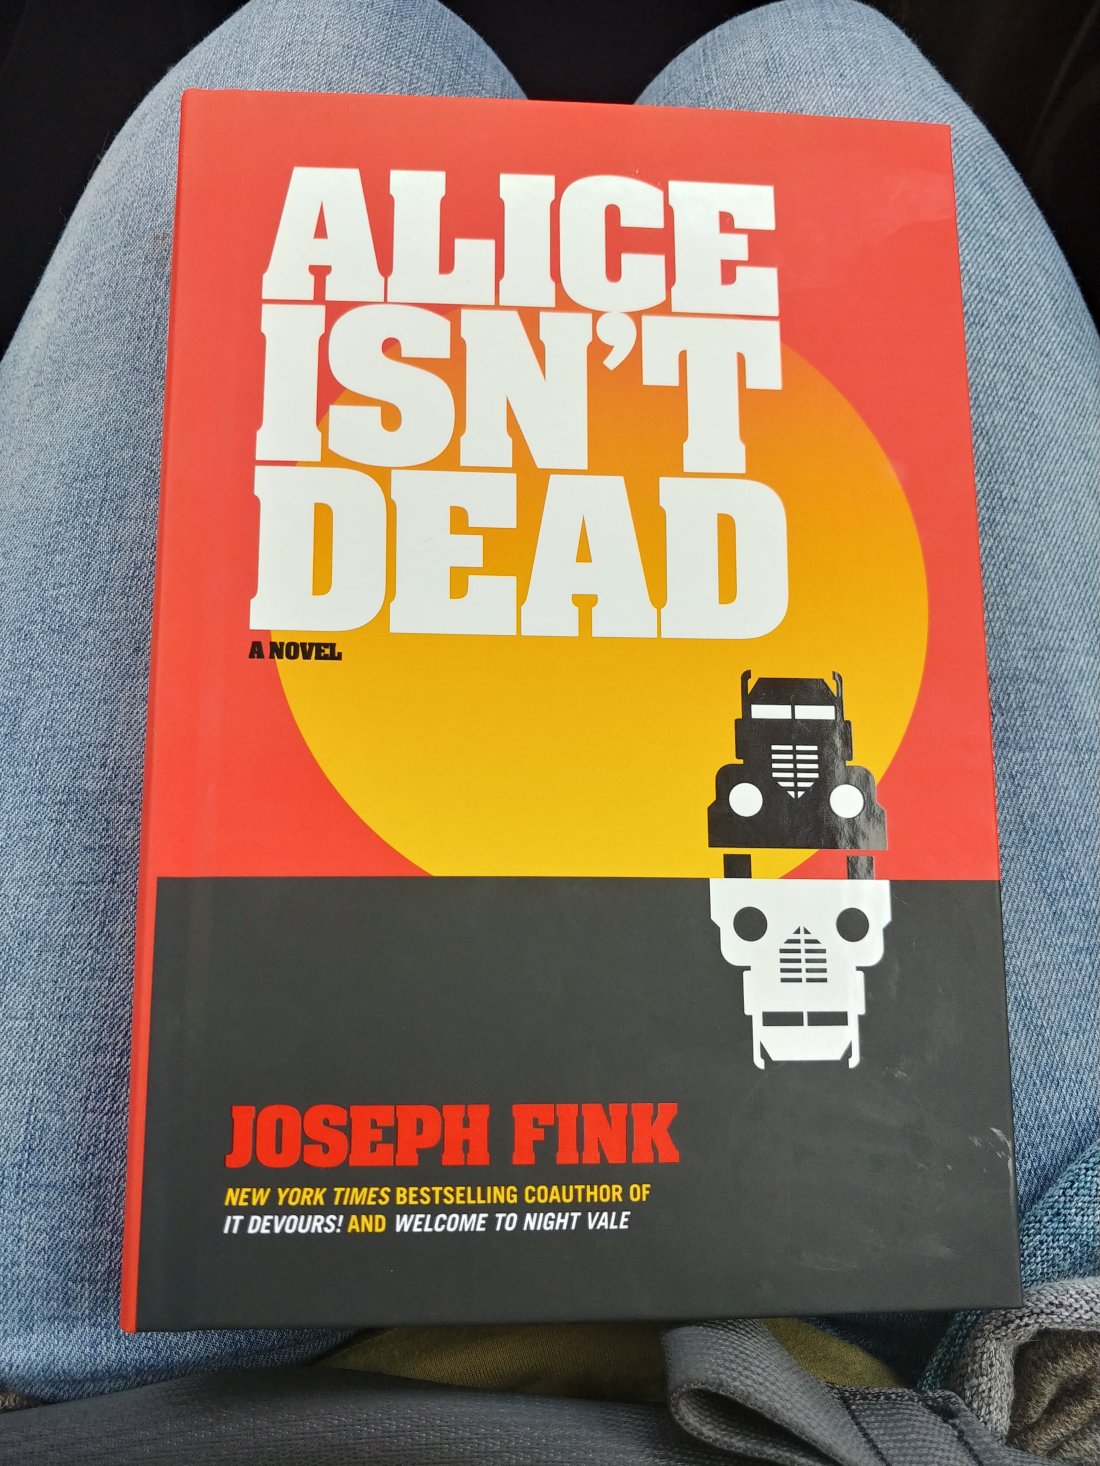 ALICE
ISN'T
DEAD
A NOVEL
JOSEPH FINK
NEW YORK TIMES BESTSELLING COAUTHOR OF
IT DEVOURS! AND WELCOME TO NIGHT VALE